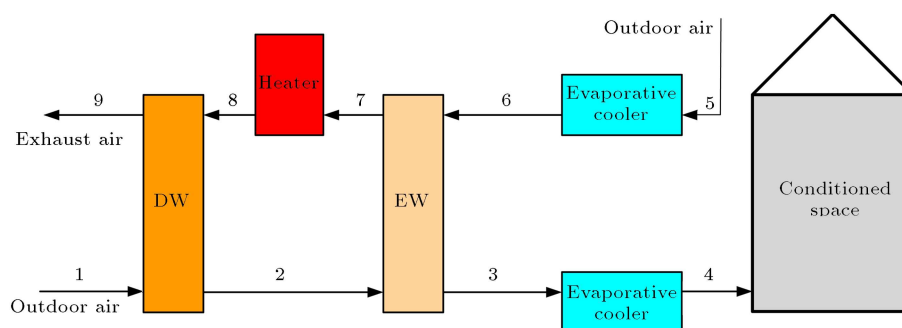 Outdoor air
9
8
Heater
7
6
Evaporative
cooler
5
Exhaust air
DW
EW
Conditioned
space
1
2
3
4
Outdoor air
Evaporative
cooler